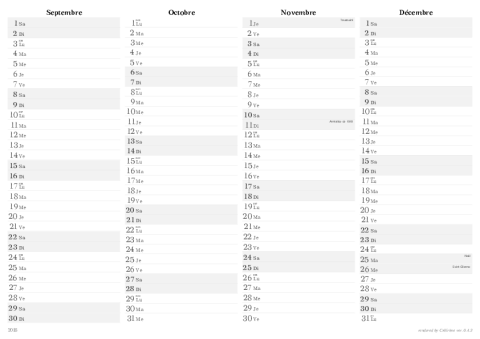 Septembre
1 Sa
2 Di
3 Lu
4 Ma
5 Me
6 Je
7 Ve
8 Sa
9 Di
10 Lu
11 Ma
12 Me
13 Je
14 Ve
15 Sa
16 Di
17 Lu
18 Ma
19 Me
20 Je
21 Ve
22 Sa
23 Di
24 Lu
25 Ma
26 Me
27 Je
28 Ve
29 Sa
30 Di
Octobre
1 Lu
2 Ma
3 Me
4 Je
5 Ve
6 Sa
7 Di
8 Lu
9 Ma
10 Me
11 Je
12 Ve
13 Sa
14 Di
15 Lu
16 Ma
17 Me
18 Je
19 Ve
20 Sa
21 Di
22 Lu
23 Ma
24 Me
25 Je
26 Ve
27 Sa
28 Di
29 Lu
30 Ma
31 Me
Novembre
1 Je
2 Ve
3 Sa
4 Di
5 Lu
6 Ma
7 Me
8 Je
9 Ve
10 Sa
11 Di
12 Lu
13 Ma
14 Me
15 Je
16 Ve
17 Sa
18 Di
19 Lu
20 Ma
21 Me
22 Je
23 Ve
24 Sa
25 Di
26 Lu
27 Ma
28 Me
29 Je
30 Ve
Décembre
1 Sa
2 Di
3 Lu
4 Ma
5 Me
6 Je
7 Ve
8 Sa
9 Di
10 Lu
11 Ma
12 Me
13 Je
14 Ve
15 Sa
16 Di
17 Lu
18 Ma
19 Me
20 Je
21 Ve
22 Sa
23 Di
24 Lu
25 Ma
26 Me
27 Je
28 Ve
29 Sa
30 Di
31 Lu